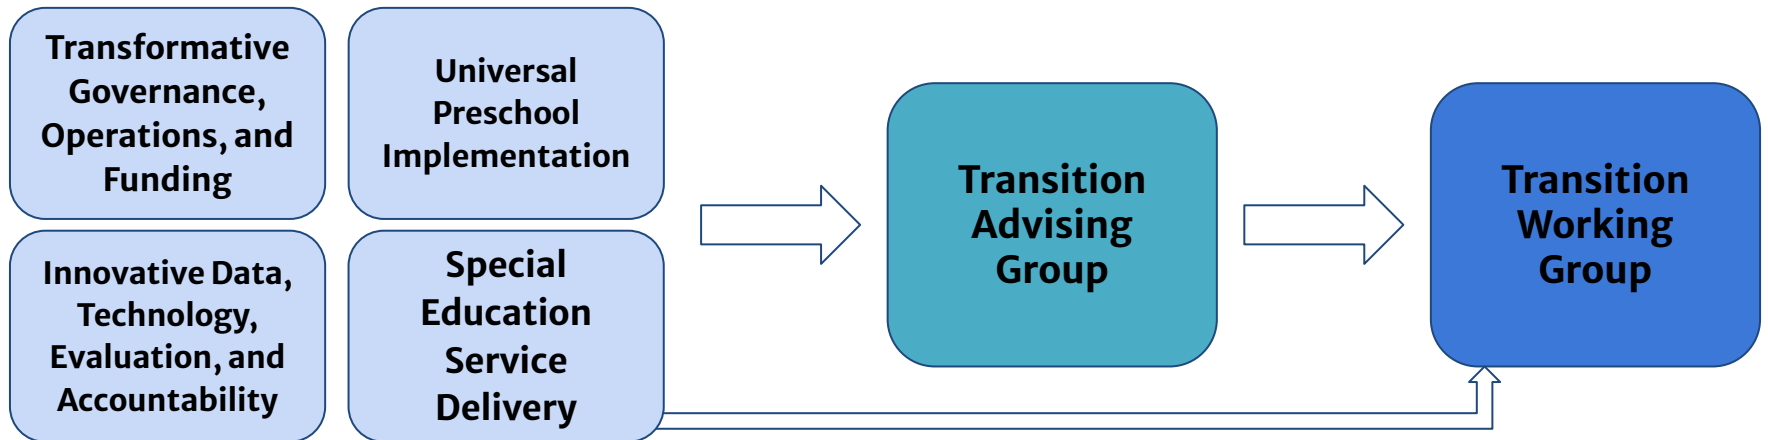 Transformative
Governance,
Operations, and
Funding
Universal
Preschool
Implementation
Innovative Data,
Technology,
Evaluation, and
Accountability
Special
Education
Service
Delivery
Transition
Advising
Group
Transition
Working
Group